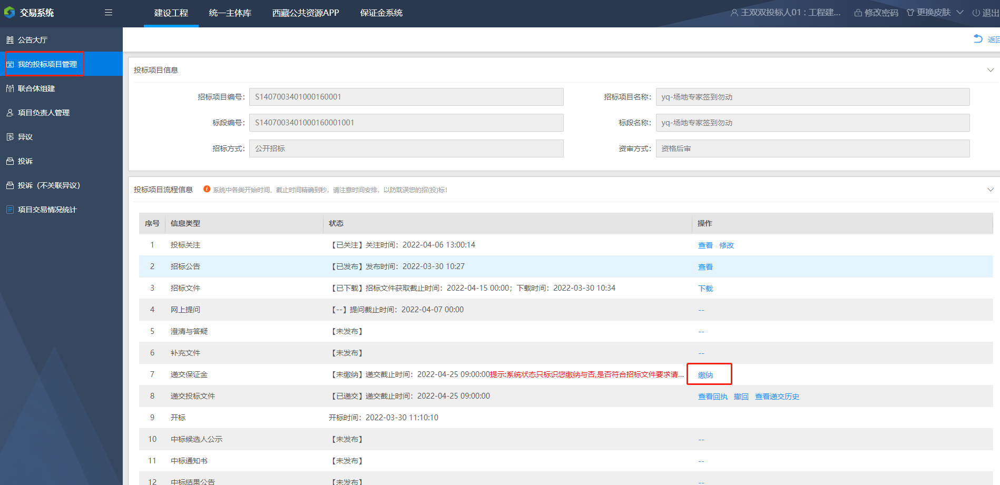 交易系统 建设工程 统一主体库 西藏公共资源APP 保证金系统 王双双投标人01 : 工程建... 修改密码 更换皮肤 退出
公告大厅
我的投标项目管理
联合体组建
项目负责人管理
异议
投诉
投诉（不关联异议）
项目交易情况统计
返回
投标项目信息
招标项目编号： S1407003401000160001 招标项目名称： yq-场地专家签到勿动
标段编号： S1407003401000160001001 标段名称： yq-场地专家签到勿动
招标方式： 公开招标 资审方式： 资格后审
投标项目流程信息 系统中各类开始时间、截止时间精确到秒，请注意时间安排，以防耽误您的招(投)标！
序号 信息类型 状态 操作
1 投标关注 【已关注】关注时间：2022-04-06 13:00:14 查看 修改
2 招标公告 【已发布】发布时间：2022-03-30 10:27 查看
3 招标文件 【已下载】招标文件获取截止时间：2022-04-15 00:00；下载时间：2022-03-30 10:34 下载
4 网上提问 【--】提问截止时间：2022-04-07 00:00 --
5 澄清与答疑 【未发布】 --
6 补充文件 【未发布】 --
7 递交保证金 【未缴纳】递交截止时间：2022-04-25 09:00:00提示:系统状态只标识您缴纳与否,是否符合招标文件要求请... 缴纳
8 递交投标文件 【已递交】递交截止时间：2022-04-25 09:00:00 查看回执 撤回 查看递交历史
9 开标 开标时间：2022-03-30 11:10:10
10 中标候选人公示 【未发布】 --
11 中标通知书 【未发布】 --
12 中标结果公告 【未发布】 --